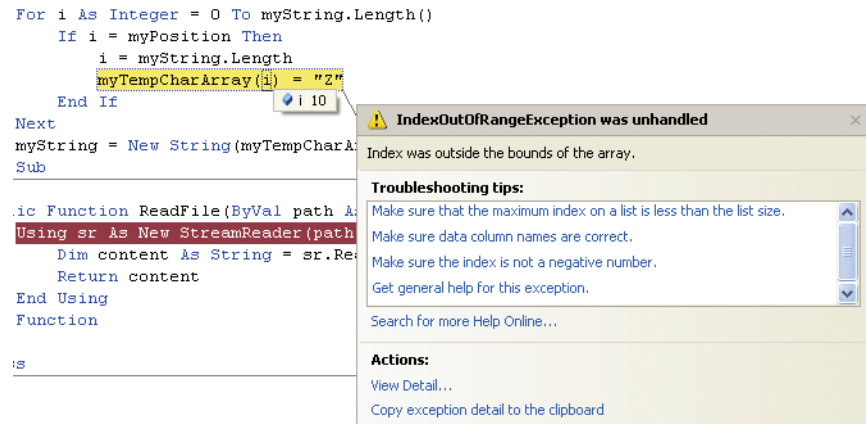 For i As Integer = 0 To myString.Length()
If i = myPosition Then
i = myString.Length
myTempCharArray(i) = "Z"
End If
i 10
Next
myString = New String(myTempCharA
Sub
ic Function ReadFile(ByVal path A
Using sr As New StreamReader(path
Dim content As String = sr.Re
Return content
End Using
Function
IndexOutOfRangeException was unhandled
Index was outside the bounds of the array.
Troubleshooting tips:
Make sure that the maximum index on a list is less than the list size.
Make sure data column names are correct.
Make sure the index is not a negative number.
Get general help for this exception.
Search for more Help Online...
Actions:
View Detail...
Copy exception detail to the clipboard